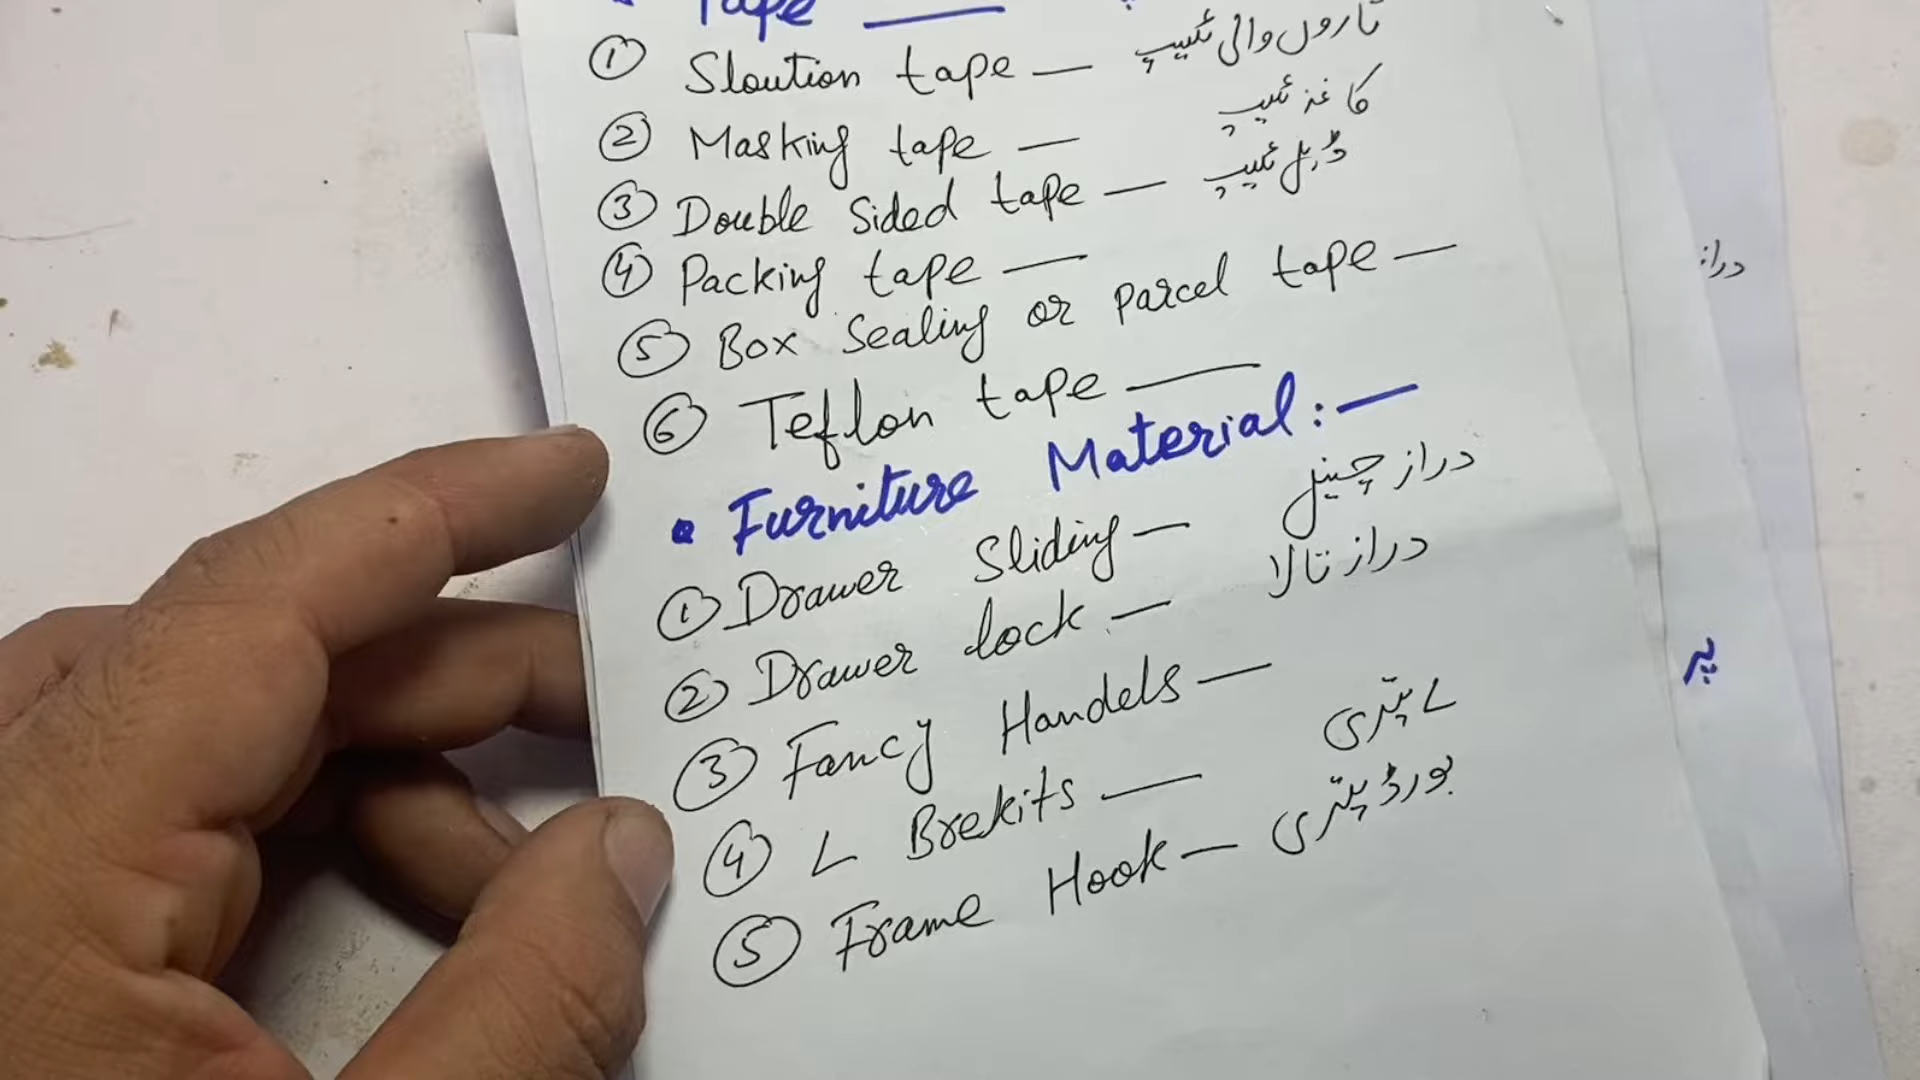 • Tape —
① Sloution tape — تاروں والی ٹیپ
② Masking tape — کاغذ ٹیپ
③ Double Sided tape — ڈبل ٹیپ
④ Packing tape —
⑤ Box Sealing or Parcel tape —
⑥ Teflon tape —
• Furniture Material:—
① Drawer Sliding — دراز چینل
② Drawer lock — دراز تالا
③ Fancy Handels —
④ L Brekits — L پتری
⑤ Frame Hook — بورڈ پتری
دراز
پر